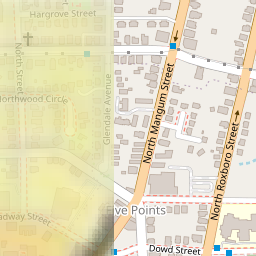 Hargrove Street
North Street
Glendale Avenue
North Mangum Street
Northwood Circle
North Roxboro Street
ve Points
adway Street
Dowd Street